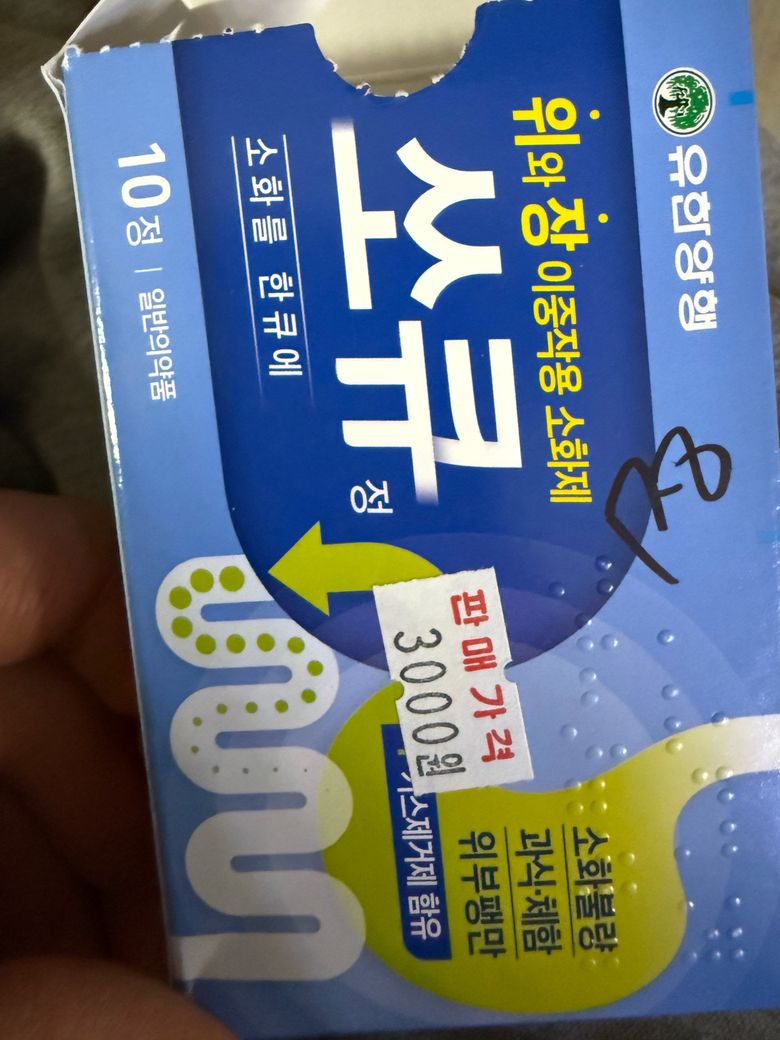 유한양행
위와 장 이중작용 소화제
쏘큐정
소화를 한 큐에
10정 | 일반의약품
판매가격
3000원
소화불량
과식·체함
위부팽만
가스제거제 함유